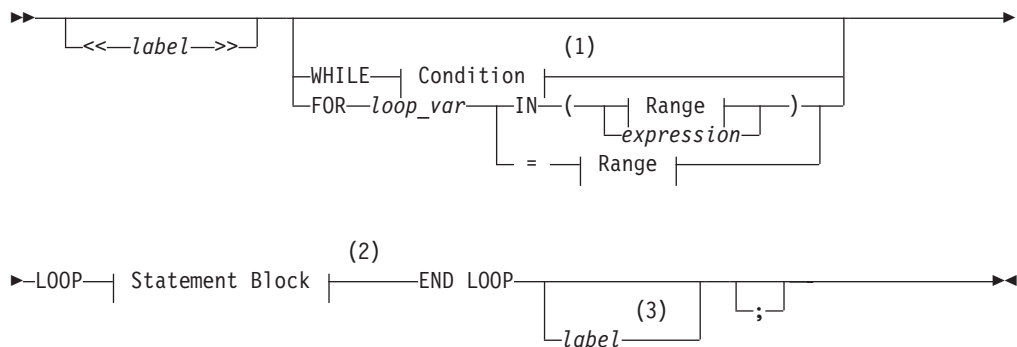 <<label>>
(1)
WHILE Condition
FOR loop_var IN ( Range )
expression
= Range
(2)
LOOP Statement Block END LOOP
(3)
label ;